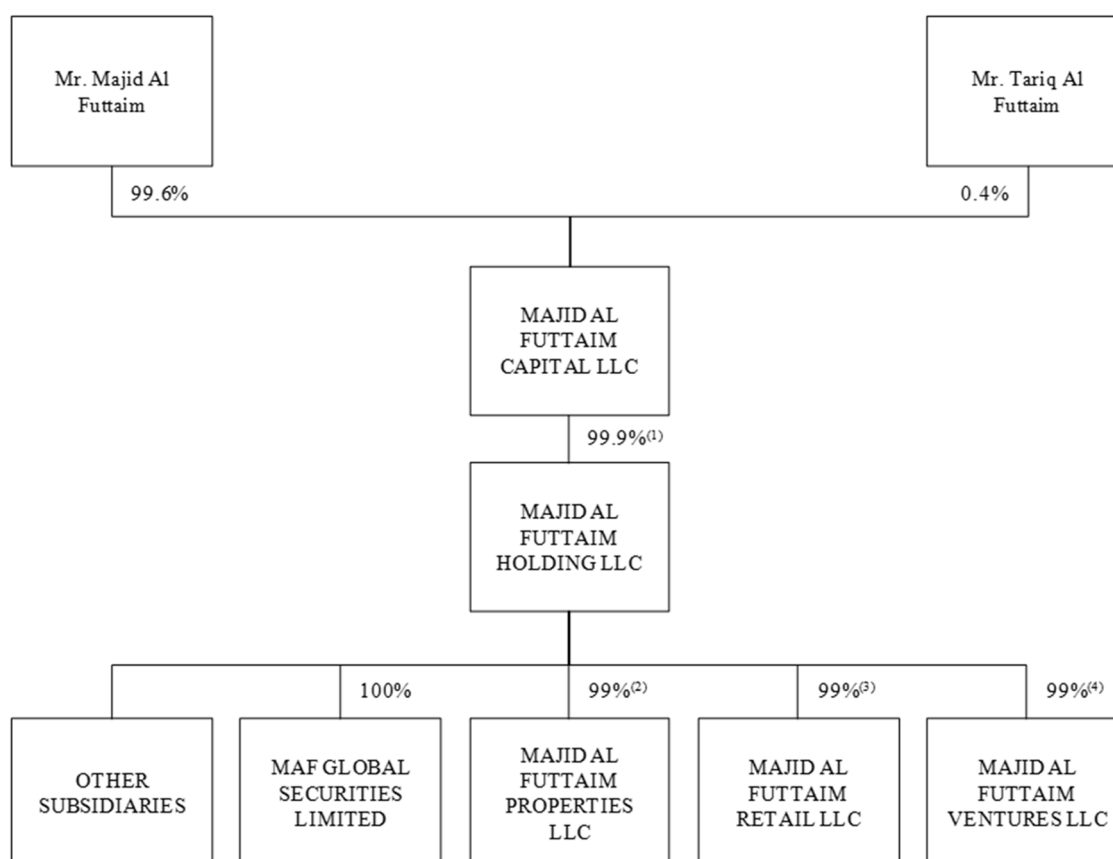 Mr. Majid Al
Futtaim
Mr. Tariq Al
Futtaim
99.6%
0.4%
MAJID AL
FUTTAIM
CAPITAL LLC
99.9%(1)
MAJID AL
FUTTAIM
HOLDING LLC
100%
99%(2)
99%(3)
99%(4)
OTHER
SUBSIDIARIES
MAF GLOBAL
SECURITIES
LIMITED
MAJID AL
FUTTAIM
PROPERTIES
LLC
MAJID AL
FUTTAIM
RETAIL LLC
MAJID AL
FUTTAIM
VENTURES LLC